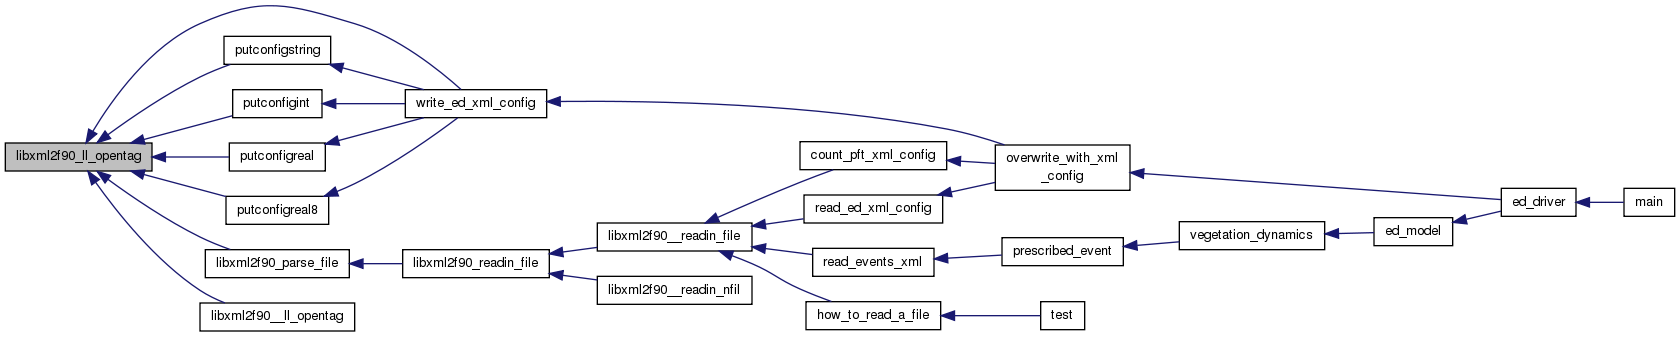 libxml2f90_ll_opentag
putconfigstring
putconfigint
putconfigreal
putconfigreal8
libxml2f90_parse_file
libxml2f90__ll_opentag
write_ed_xml_config
libxml2f90_readin_file
libxml2f90__readin_file
libxml2f90__readin_nfil
count_pft_xml_config
read_ed_xml_config
read_events_xml
how_to_read_a_file
overwrite_with_xml
_config
prescribed_event
test
vegetation_dynamics
ed_model
ed_driver
main